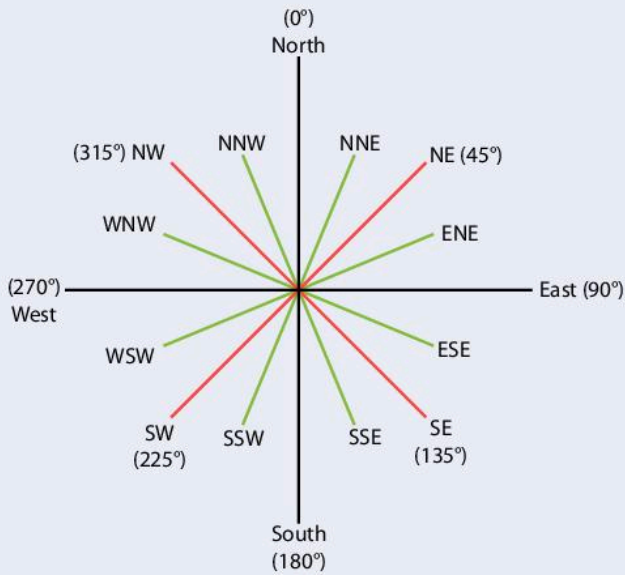 (0°)
North
(315°) NW
NNW
NNE
NE (45°)
WNW
ENE
(270°)
West
East (90°)
WSW
ESE
SW
(225°)
SSW
SSE
SE
(135°)
South
(180°)